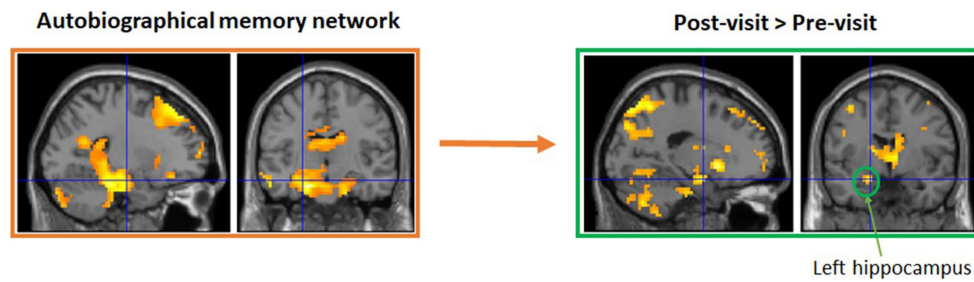 Autobiographical memory network
Post-visit > Pre-visit
Left hippocampus